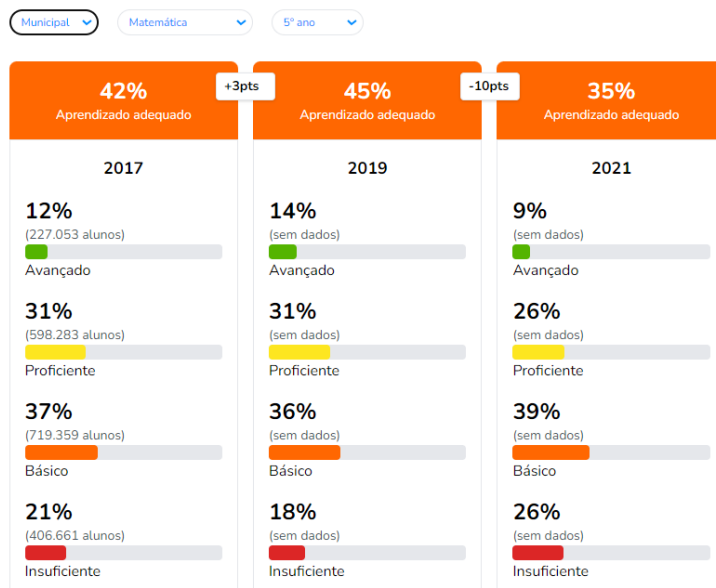 Municipal
Matemática
5º ano
42%
Aprendizado adequado
+3pts
45%
Aprendizado adequado
-10pts
35%
Aprendizado adequado
2017
12%
(227.053 alunos)
Avançado
31%
(598.283 alunos)
Proficiente
37%
(719.359 alunos)
Básico
21%
(406.661 alunos)
Insuficiente
2019
14%
(sem dados)
Avançado
31%
(sem dados)
Proficiente
36%
(sem dados)
Básico
18%
(sem dados)
Insuficiente
2021
9%
(sem dados)
Avançado
26%
(sem dados)
Proficiente
39%
(sem dados)
Básico
26%
(sem dados)
Insuficiente